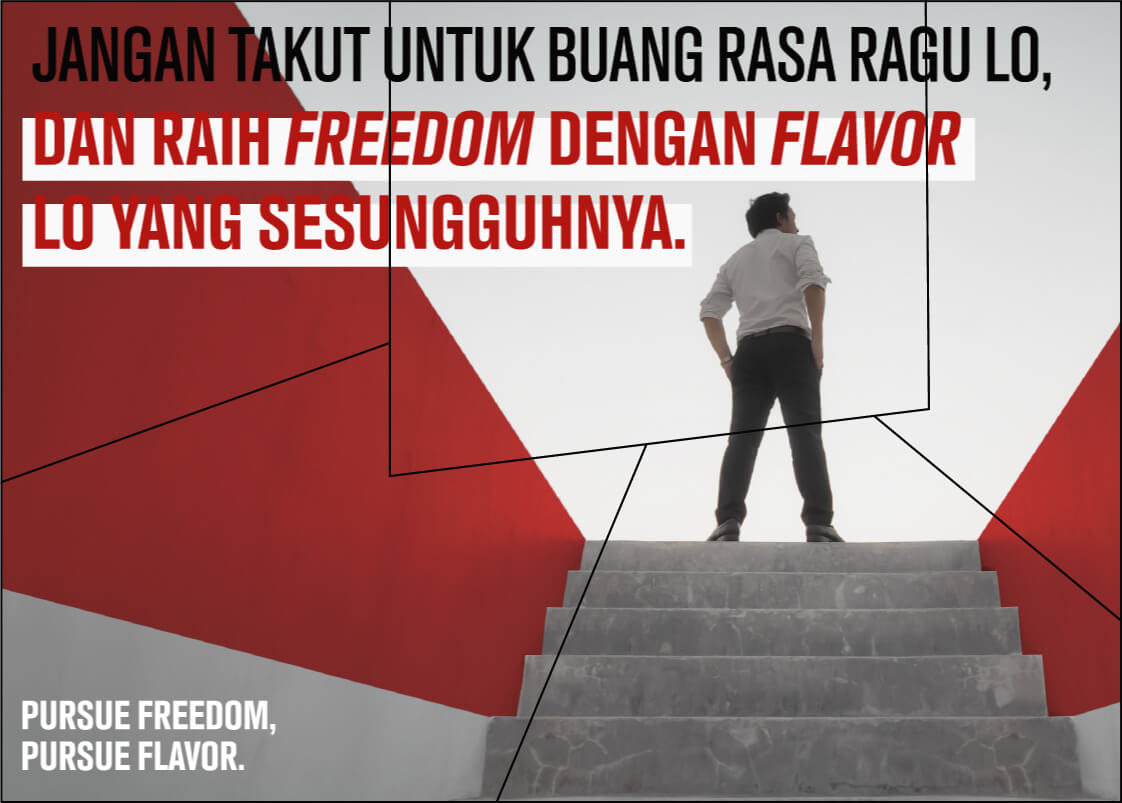 JANGAN TAKUT UNTUK BUANG RASA RAGU LO,
DAN RAIH FREEDOM DENGAN FLAVOR
LO YANG SESUNGGUHNYA.
PURSUE FREEDOM,
PURSUE FLAVOR.